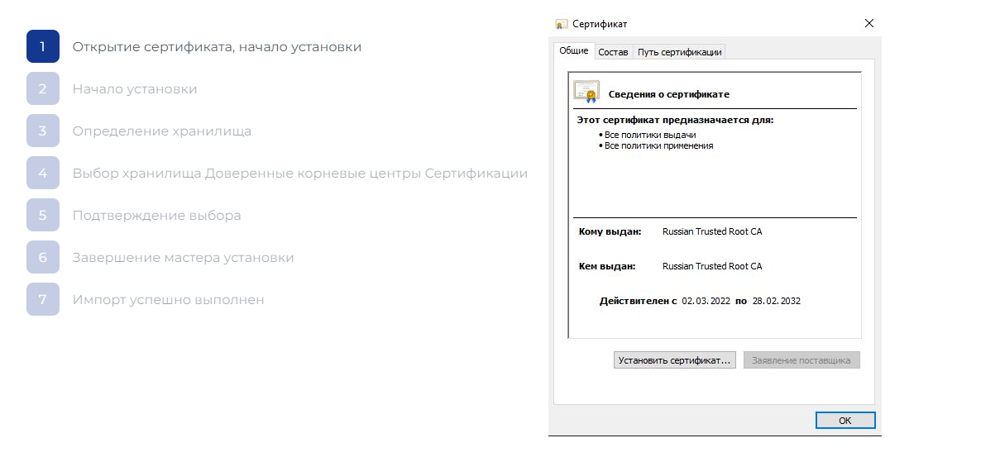 1 Открытие сертификата, начало установки
2 Начало установки
3 Определение хранилища
4 Выбор хранилища Доверенные корневые центры Сертификации
5 Подтверждение выбора
6 Завершение мастера установки
7 Импорт успешно выполнен
Сертификат
Общие Состав Путь сертификации
Сведения о сертификате
Этот сертификат предназначается для:
• Все политики выдачи
• Все политики применения
Кому выдан: Russian Trusted Root CA
Кем выдан: Russian Trusted Root CA
Действителен с 02.03.2022 по 28.02.2032
Установить сертификат... Заявление поставщика
ОК